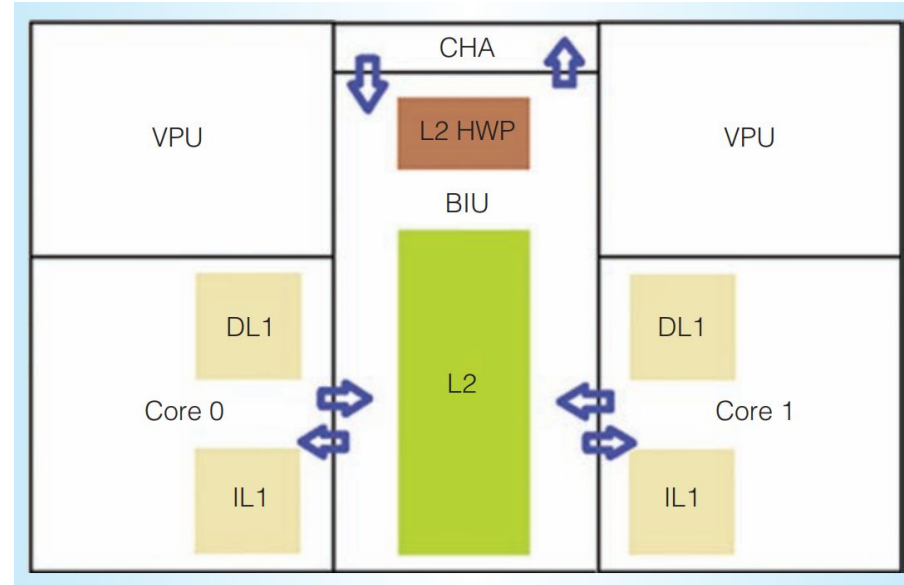 CHA
VPU
L2 HWP
VPU
BIU
DL1
DL1
L2
Core 0
Core 1
IL1
IL1